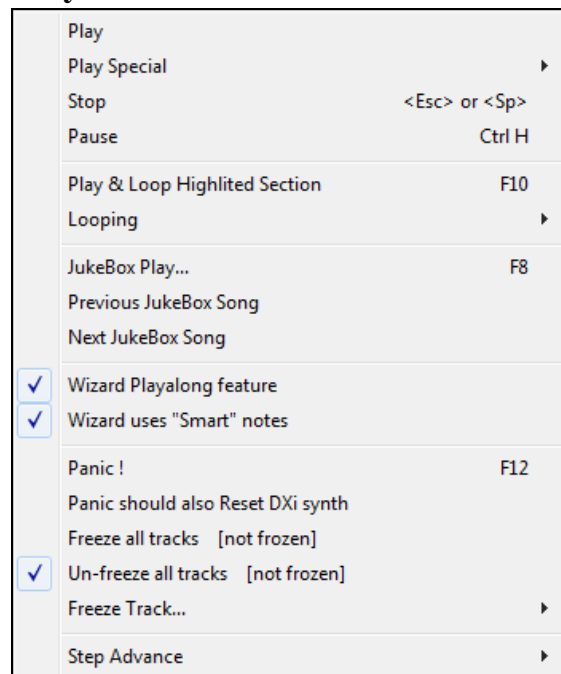 Play
Play Special
Stop <Esc> or <Sp>
Pause Ctrl H
Play & Loop Highlited Section F10
Looping
JukeBox Play... F8
Previous JukeBox Song
Next JukeBox Song
Wizard Playalong feature
Wizard uses "Smart" notes
Panic ! F12
Panic should also Reset DXi synth
Freeze all tracks [not frozen]
Un-freeze all tracks [not frozen]
Freeze Track...
Step Advance